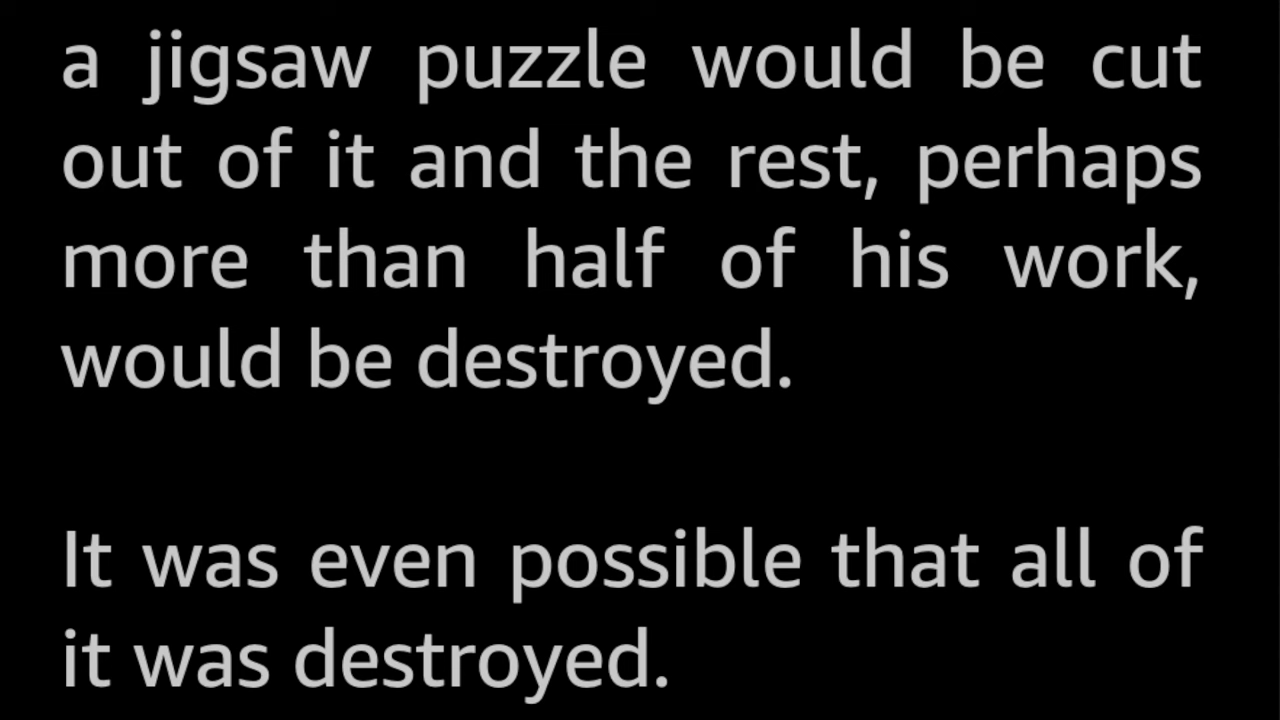 a jigsaw puzzle would be cut
out of it and the rest, perhaps
more than half of his work,
would be destroyed.
It was even possible that all of
it was destroyed.